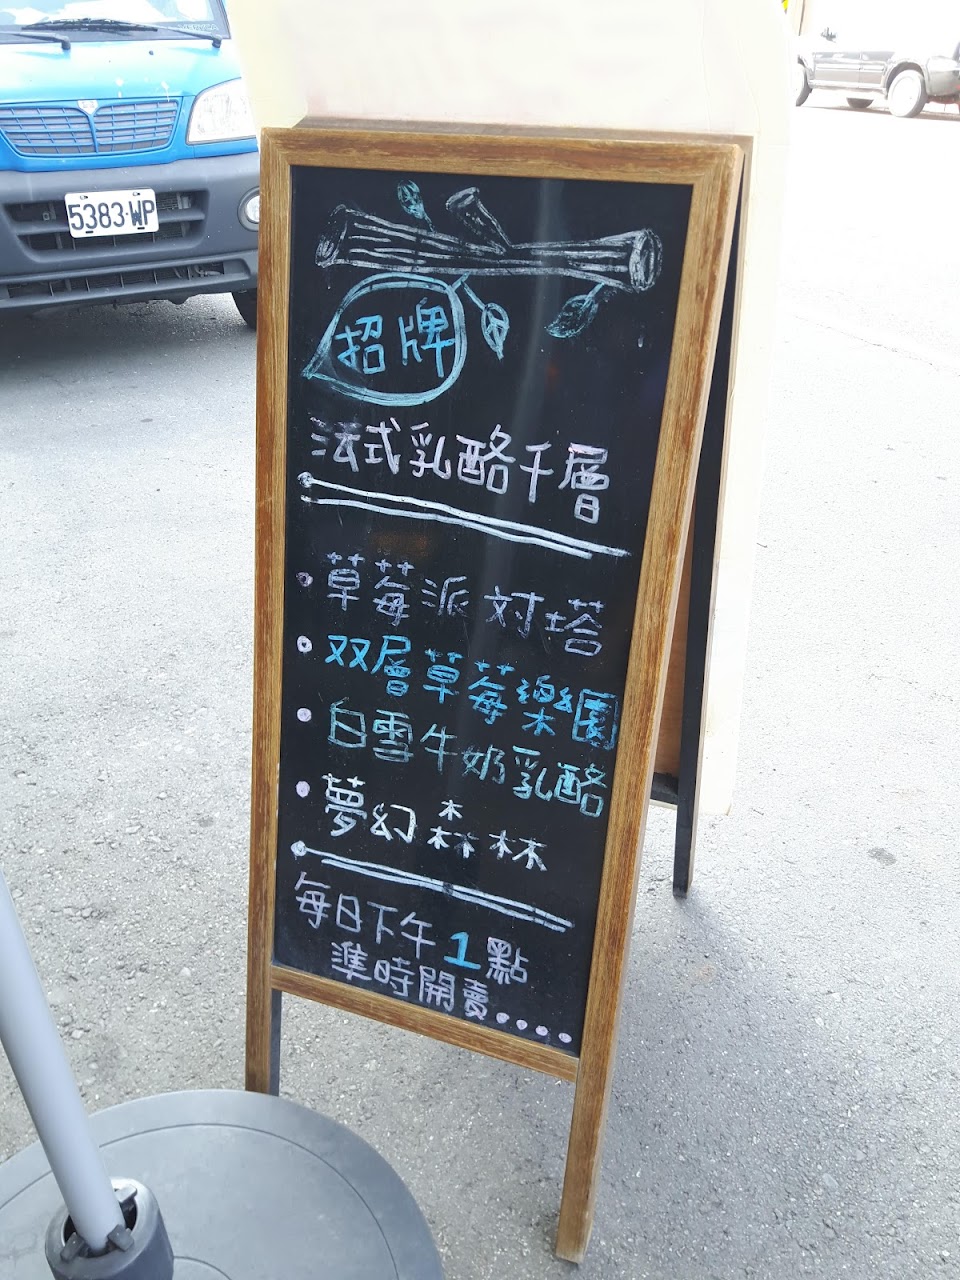 5383-WP
招牌
法式乳酪千層
草莓派対塔
双層草莓樂園
白雪牛奶乳酪
夢幻森林
每日下午1點
準時開賣....